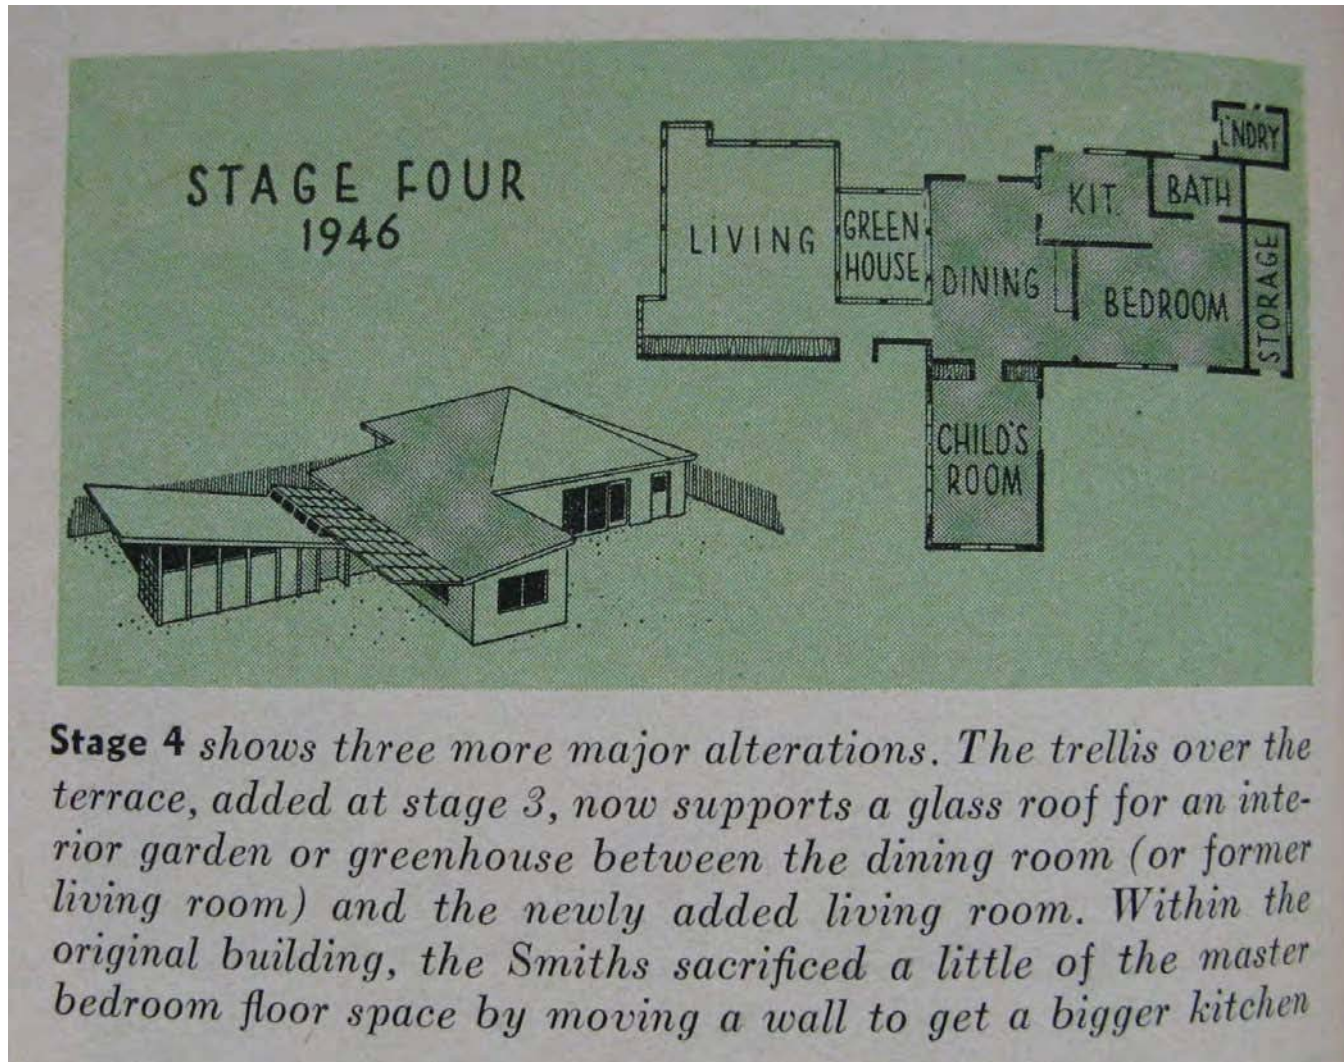 STAGE FOUR
1946
LIVING
GREEN
HOUSE
DINING
KIT.
BATH
L'NDRY
BEDROOM
STORAGE
CHILD'S
ROOM
Stage 4 shows three more major alterations. The trellis over the
terrace, added at stage 3, now supports a glass roof for an inte-
rior garden or greenhouse between the dining room (or former
living room) and the newly added living room. Within the
original building, the Smiths sacrificed a little of the master
bedroom floor space by moving a wall to get a bigger kitchen